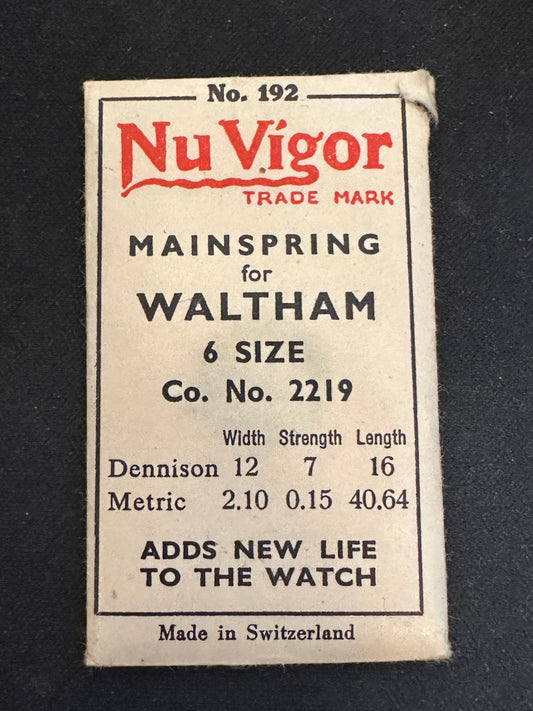 No. 192
Nu Vigor
TRADE MARK
MAINSPRING
for
WALTHAM
6 SIZE
Co. No. 2219
Width Strength Length
Dennison 12 7 16
Metric 2.10 0.15 40.64
ADDS NEW LIFE
TO THE WATCH
Made in Switzerland